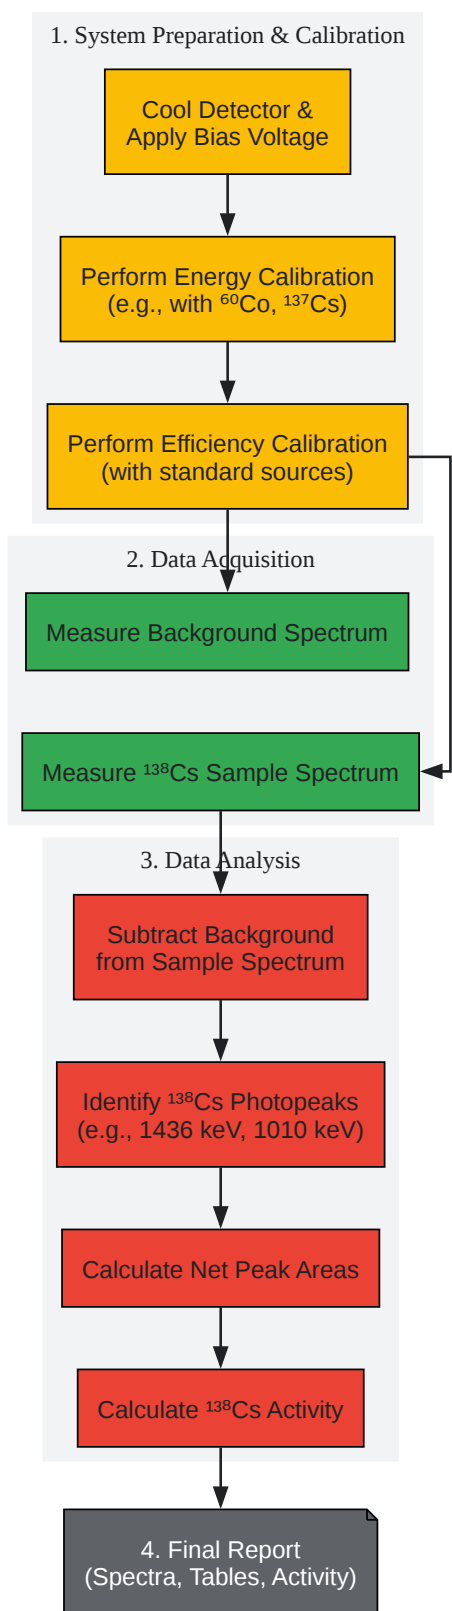 1. System Preparation & Calibration
Cool Detector &
Apply Bias Voltage
Perform Energy Calibration
(e.g., with ⁶⁰Co, ¹³⁷Cs)
Perform Efficiency Calibration
(with standard sources)
2. Data Acquisition
Measure Background Spectrum
Measure ¹³⁸Cs Sample Spectrum
3. Data Analysis
Subtract Background
from Sample Spectrum
Identify ¹³⁸Cs Photopeaks
(e.g., 1436 keV, 1010 keV)
Calculate Net Peak Areas
Calculate ¹³⁸Cs Activity
4. Final Report
(Spectra, Tables, Activity)